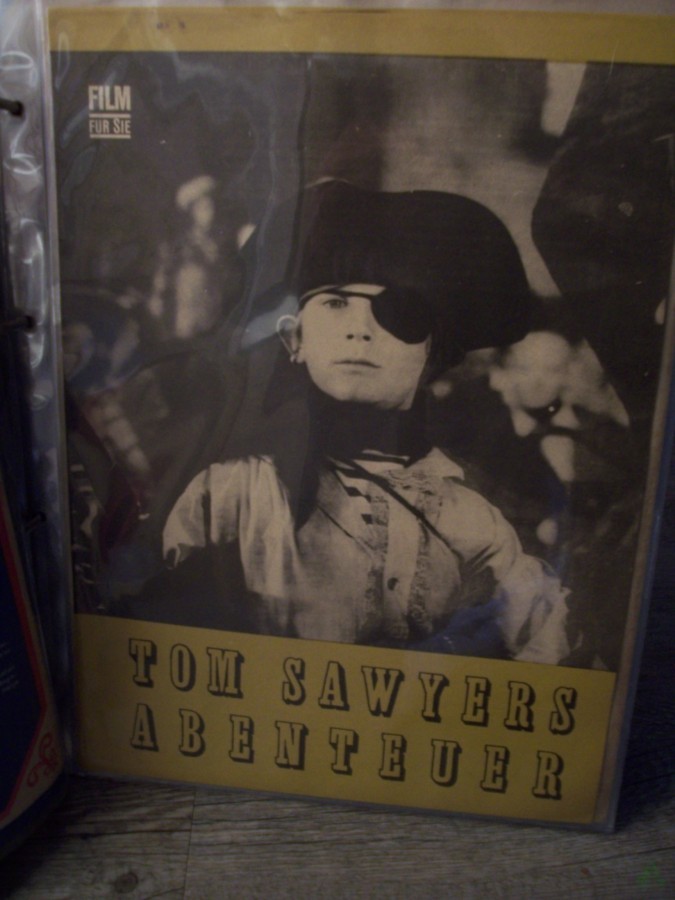 FILM
FÜR SIE
TOM SAWYERS
ABENTEUER